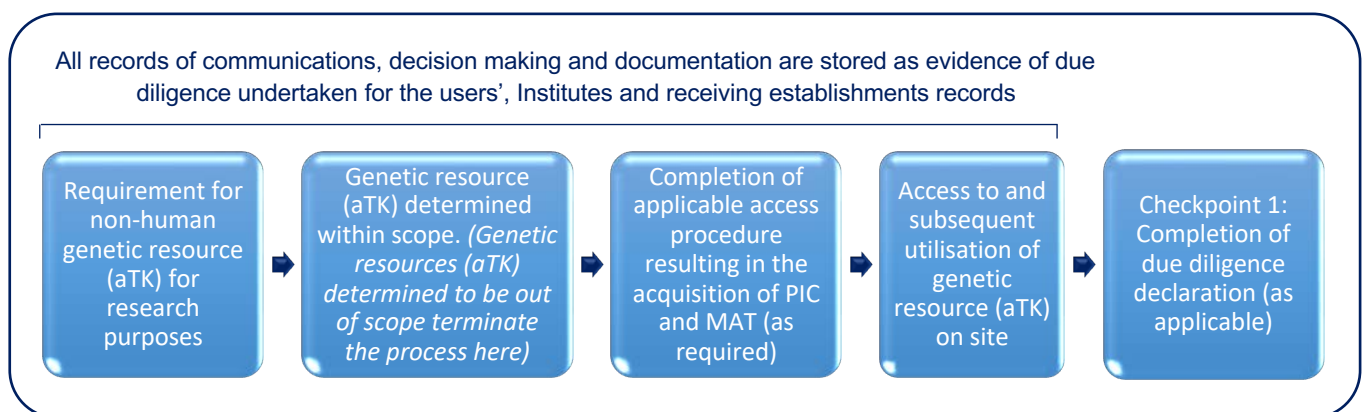 All records of communications, decision making and documentation are stored as evidence of due
diligence undertaken for the users’, Institutes and receiving establishments records
Requirement for
non-human
genetic resource
(aTK) for
research
purposes
Genetic resource
(aTK) determined
within scope. (Genetic
resources (aTK)
determined to be out
of scope terminate
the process here)
Completion of
applicable access
procedure
resulting in the
acquisition of PIC
and MAT (as
required)
Access to and
subsequent
utilisation of
genetic
resource (aTK)
on site
Checkpoint 1:
Completion of
due diligence
declaration (as
applicable)